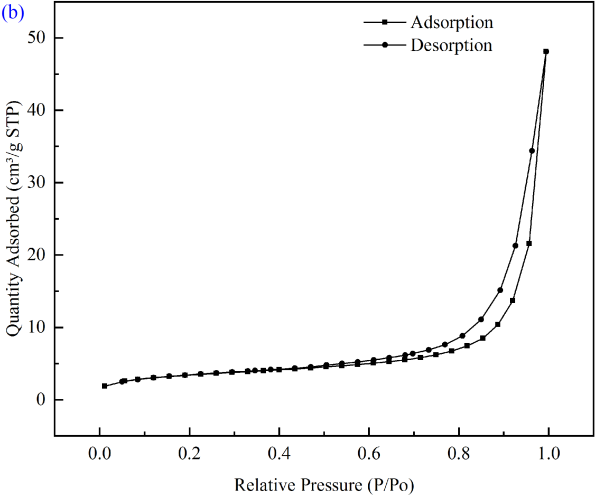 (b)
Adsorption
Desorption
50
40
30
20
10
0
Quantity Adsorbed (cm³/g STP)
0.0 0.2 0.4 0.6 0.8 1.0
Relative Pressure (P/Po)